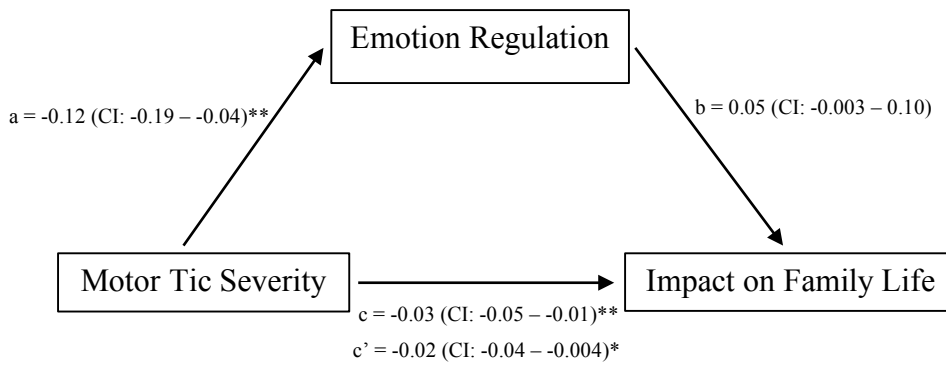 Emotion Regulation
a = -0.12 (CI: -0.19 – -0.04)**
b = 0.05 (CI: -0.003 – 0.10)
Motor Tic Severity
Impact on Family Life
c = -0.03 (CI: -0.05 – -0.01)**
c’ = -0.02 (CI: -0.04 – -0.004)*